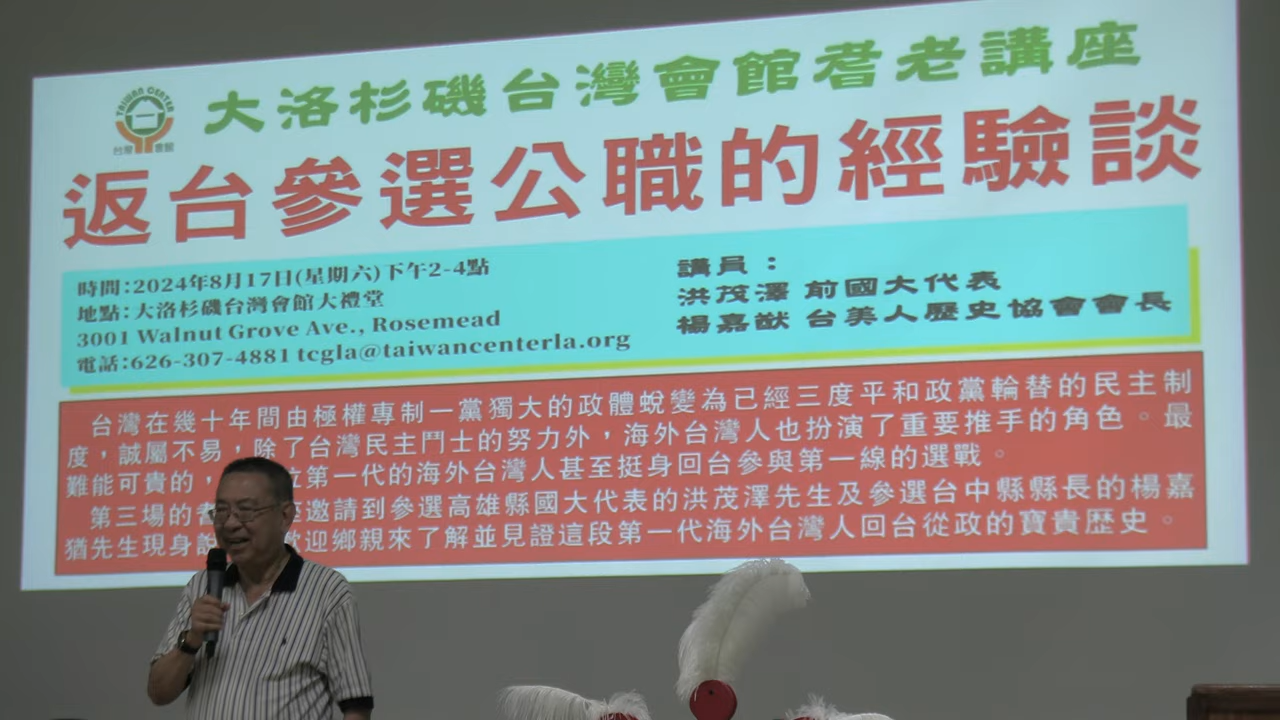 TAIWAN CENTER
台灣會館
大洛杉磯台灣會館耆老講座
返台參選公職的經驗談
時間:2024年8月17日(星期六)下午2-4點
地點:大洛杉磯台灣會館大禮堂
3001 Walnut Grove Ave., Rosemead
電話:626-307-4881 tcgla@taiwancenterla.org
講員：
洪茂澤 前國大代表
楊嘉猷 台美人歷史協會會長
台灣在幾十年間由極權專制一黨獨大的政體蛻變為已經三度平和政黨輪替的民主制
度，誠屬不易，除了台灣民主鬥士的努力外，海外台灣人也扮演了重要推手的角色。最
難能可貴的，位第一代的海外台灣人甚至挺身回台參與第一線的選戰。
第三場的邀請到參選高雄縣國大代表的洪茂澤先生及參選台中縣縣長的楊嘉
猶先生現身說迎鄉親來了解並見證這段第一代海外台灣人回台從政的寶貴歷史。